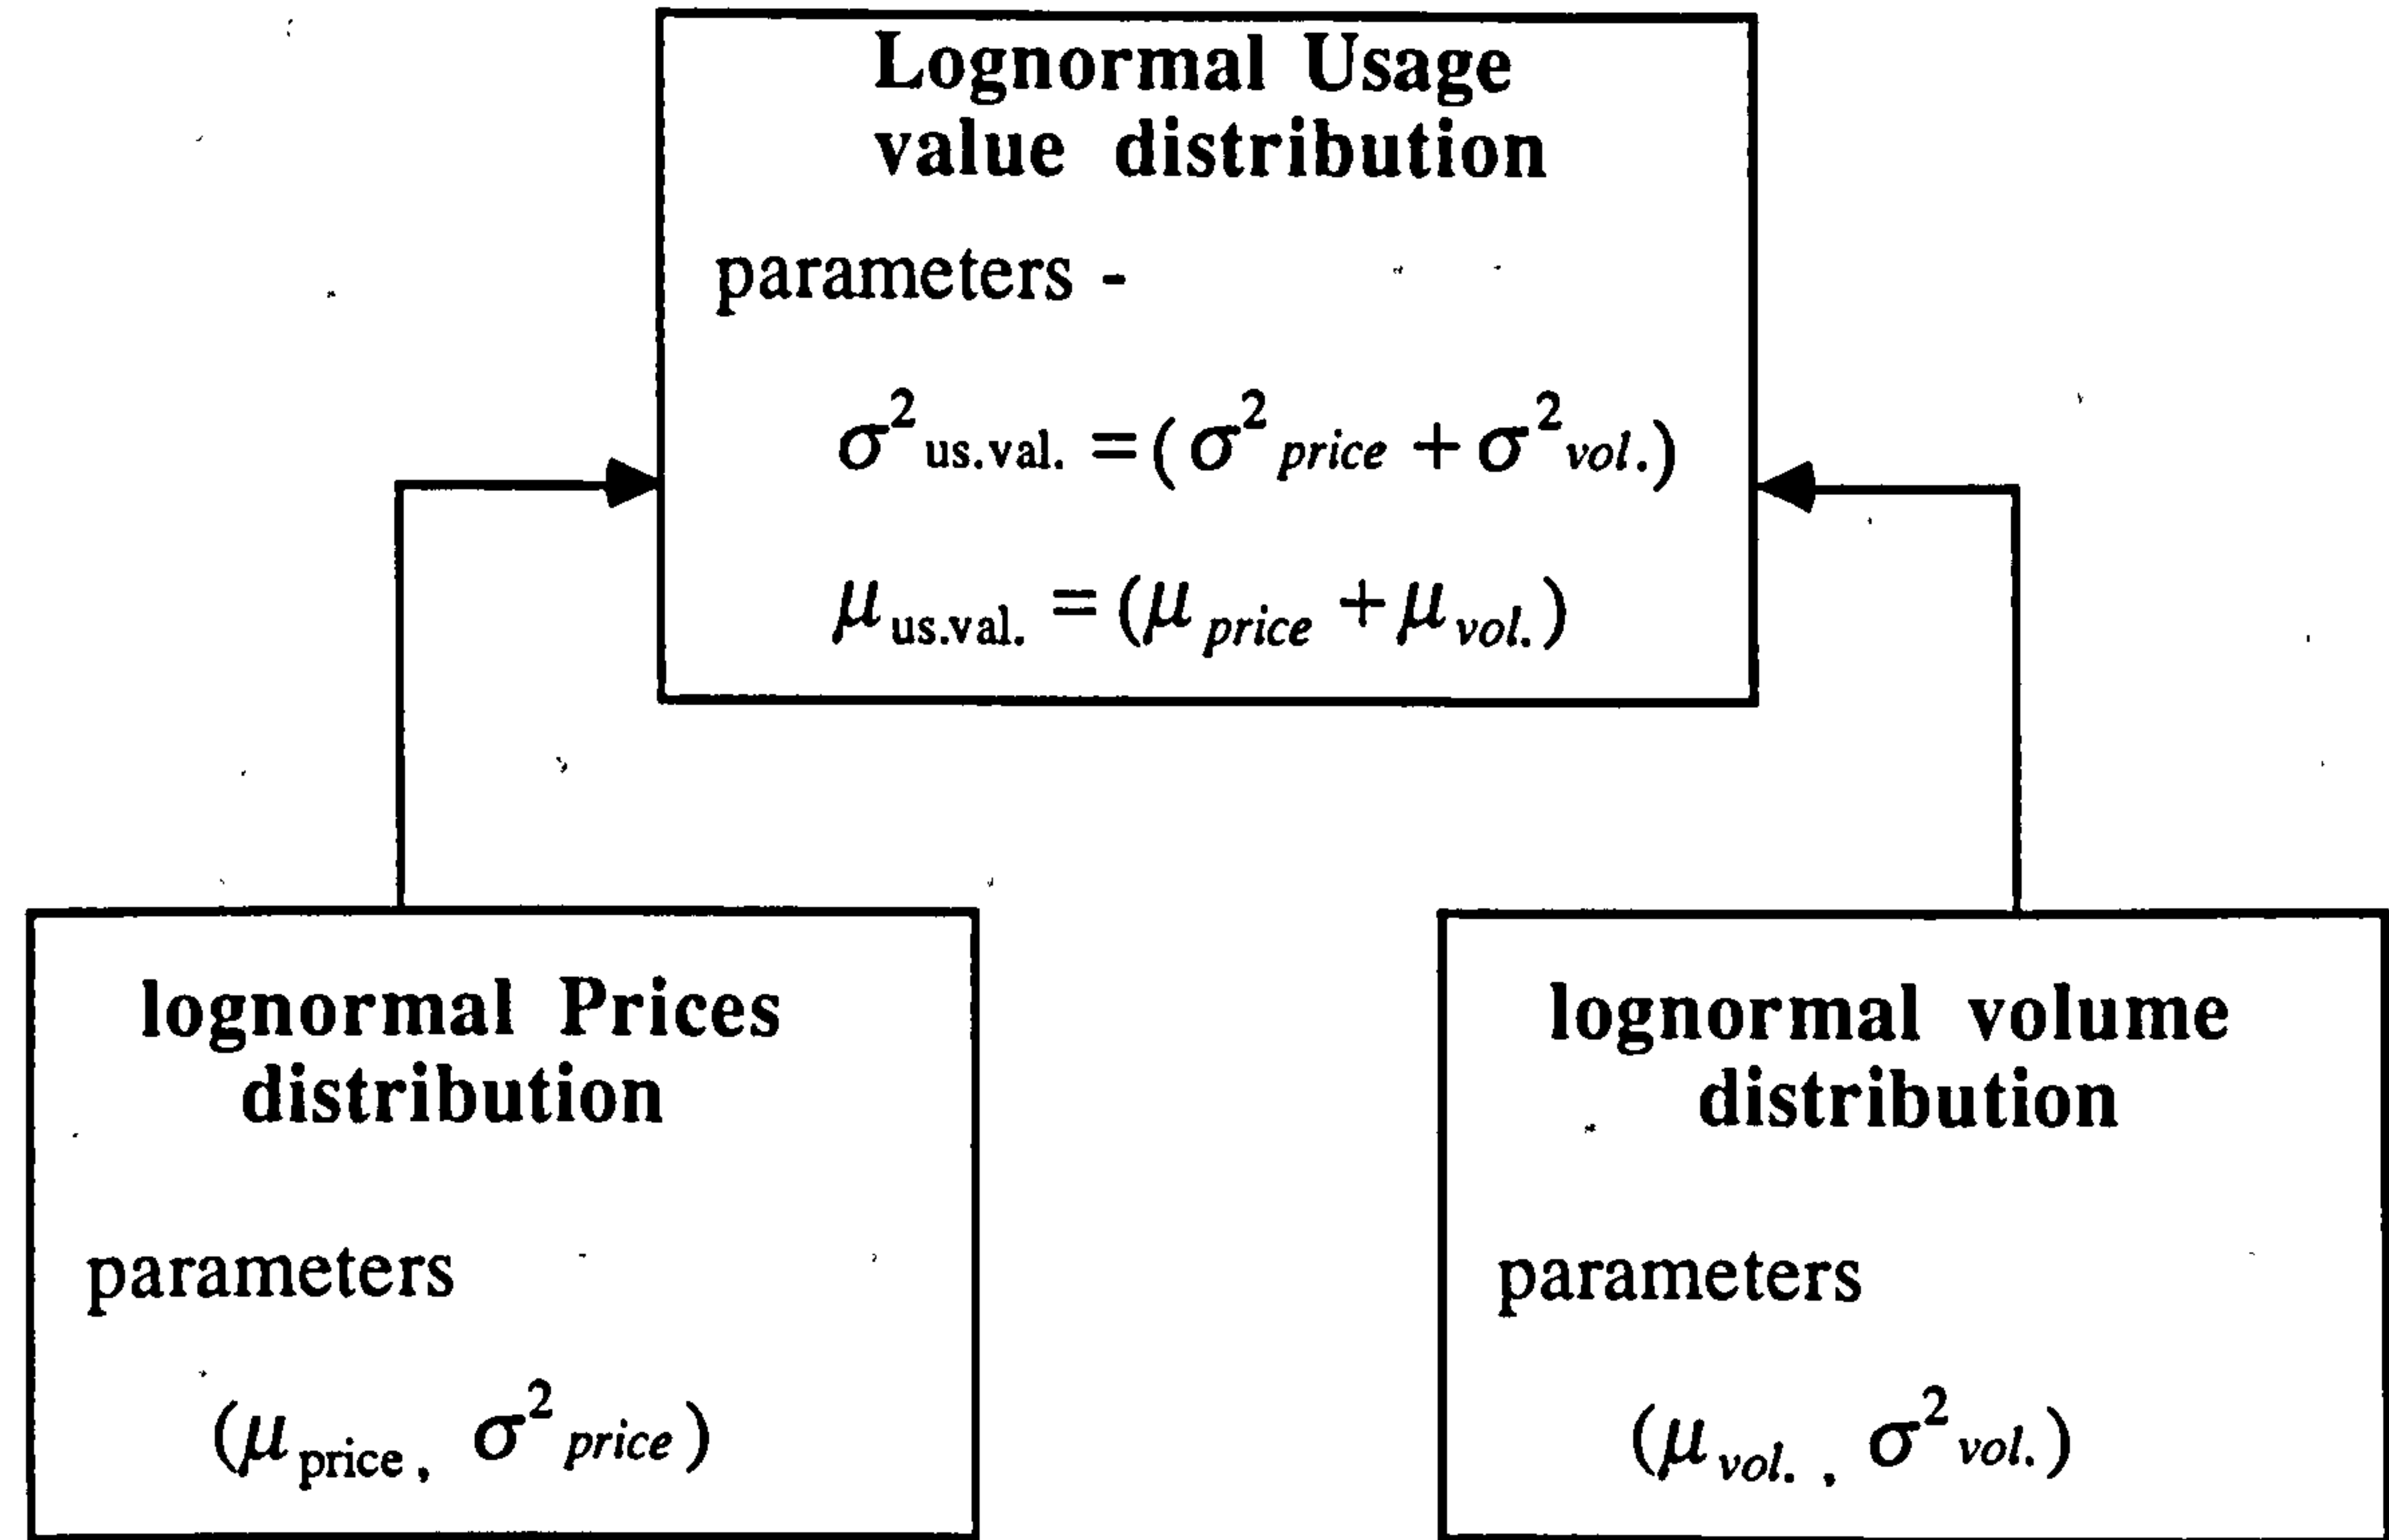 Lognormal Usage
value distribution
parameters -
σ² us.val. = ( σ² price + σ² vol. )
μ us.val. = ( μ price + μ vol. )
lognormal Prices
distribution
parameters
( μ price , σ² price )
lognormal volume
distribution
parameters
( μ vol. , σ² vol. )